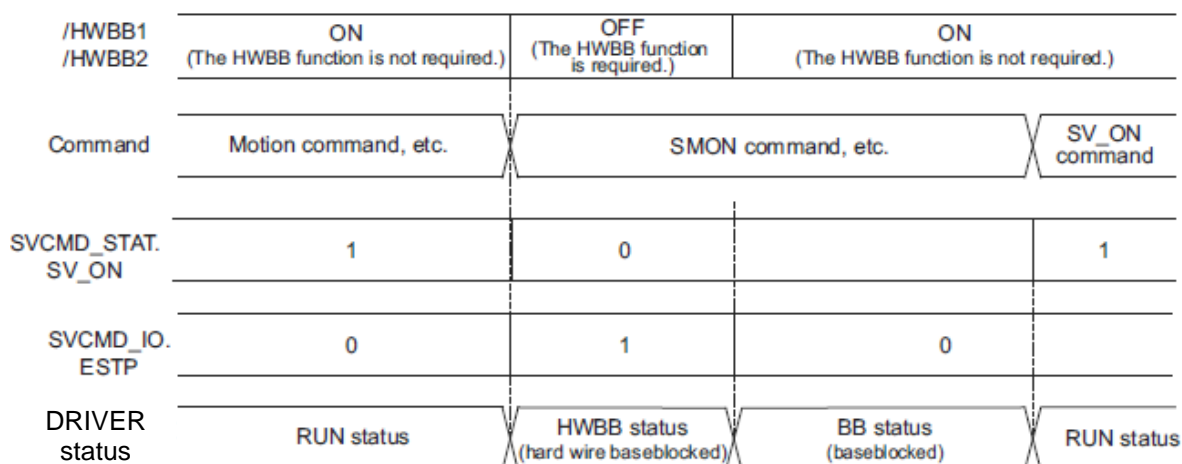 /HWBB1
/HWBB2
ON
(The HWBB function is not required.)
OFF
(The HWBB function
is required.)
ON
(The HWBB function is not required.)
Command
Motion command, etc.
SMON command, etc.
SV_ON
command
SVCMD_STAT.
SV_ON
1
0
1
SVCMD_IO.
ESTP
0
1
0
DRIVER
status
RUN status
HWBB status
(hard wire baseblocked)
BB status
(baseblocked)
RUN status